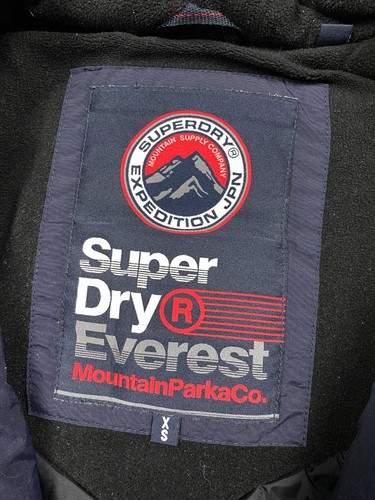 SUPERDRY®
MOUNTAIN SUPPLY COMPANY
EXPEDITION JPN
Super
Dry®
Everest
MountainParkaCo.
XS